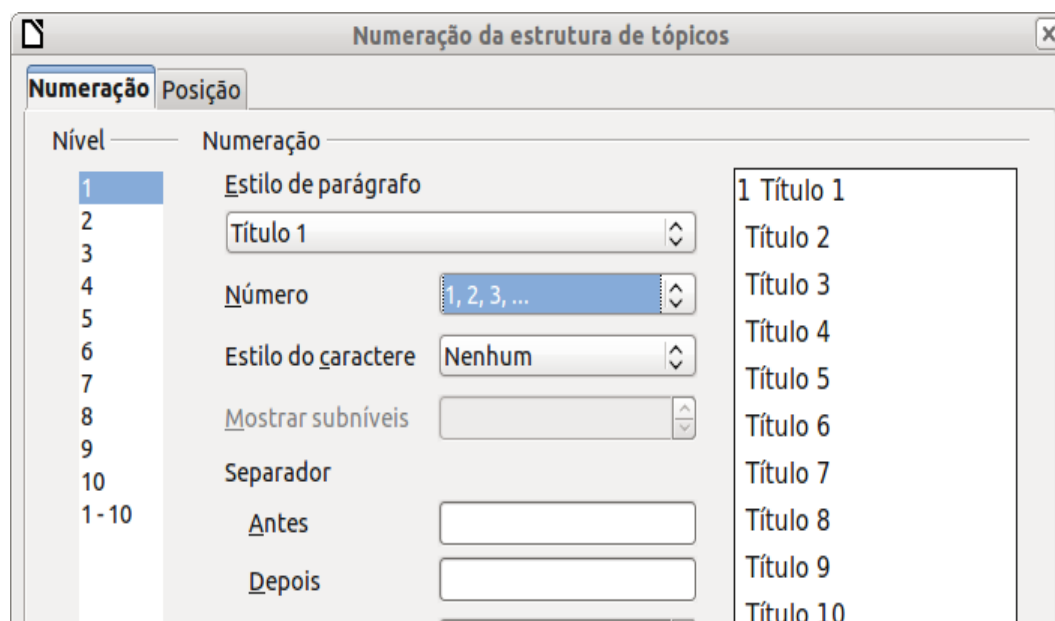 Numeração da estrutura de tópicos
Numeração Posição
Nível
1
2
3
4
5
6
7
8
9
10
1 - 10
Numeração
Estilo de parágrafo
Título 1
Número 1, 2, 3, ...
Estilo do caractere Nenhum
Mostrar subníveis
Separador
Antes
Depois
1 Título 1
Título 2
Título 3
Título 4
Título 5
Título 6
Título 7
Título 8
Título 9
Título 10